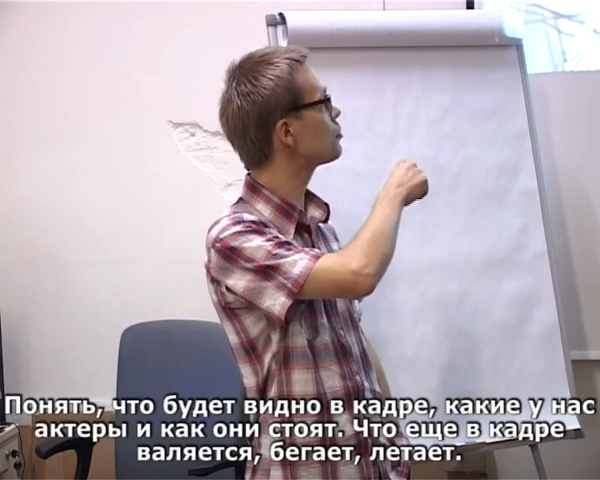 Понять, что будет видно в кадре, какие у нас
актеры и как они стоят. Что еще в кадре
валяется, бегает, летает.